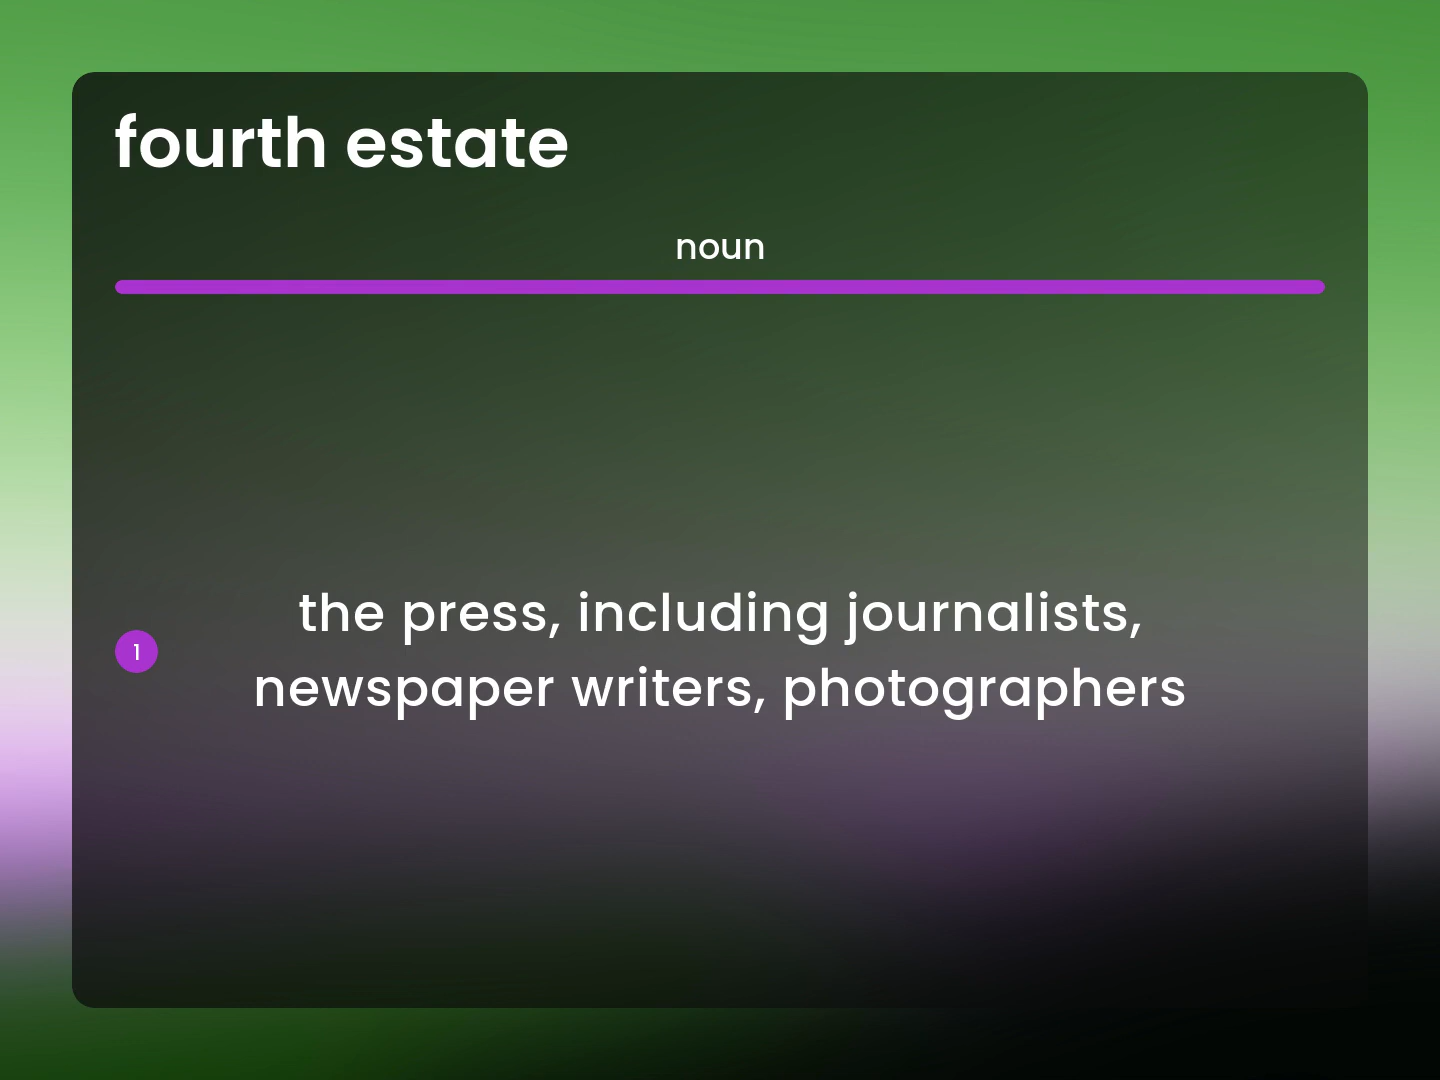 fourth estate
noun
1
the press, including journalists,
newspaper writers, photographers